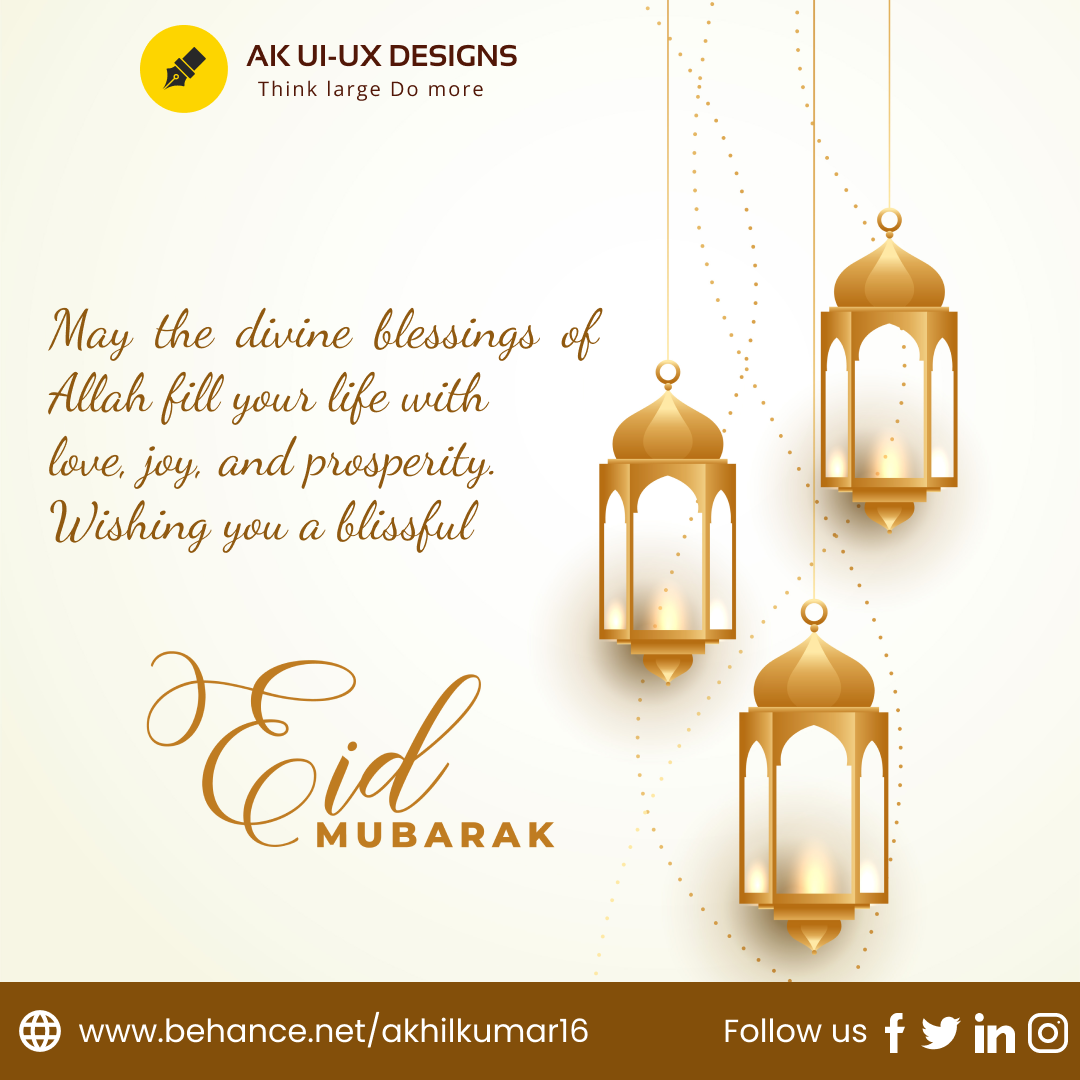 AK UI-UX DESIGNS
Think large Do more
May the divine blessings of
Allah fill your life with
love, joy, and prosperity.
Wishing you a blissful
Eid
MUBARAK
www.behance.net/akhilkumar16
Follow us